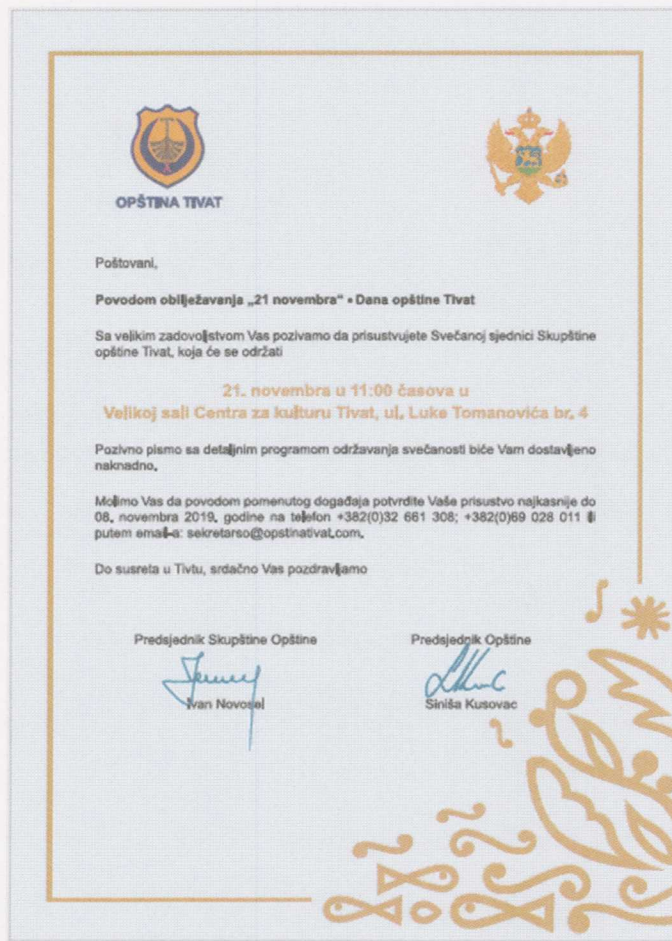 OPŠTINA TIVAT
Poštovani,
Povodom obilježavanja „21 novembra“ • Dana opštine Tivat
Sa velikim zadovoljstvom Vas pozivamo da prisustvujete Svečanoj sjednici Skupštine
opštine Tivat, koja će se održati
21. novembra u 11:00 časova u
Velikoj sali Centra za kulturu Tivat, ul. Luke Tomanovića br. 4
Pozivno pismo sa detaljnim programom održavanja svečanosti biće Vam dostavljeno
naknadno.
Molimo Vas da povodom pomenutog događaja potvrdite Vaše prisustvo najkasnije do
08. novembra 2019. godine na telefon +382(0)32 661 308; +382(0)69 028 011 ili
putem email-a: sekretarso@opstinativat.com.
Do susreta u Tivtu, srdačno Vas pozdravljamo
Predsjednik Skupštine Opštine
Predsjednik Opštine
Ivan Novosel
Siniša Kusovac